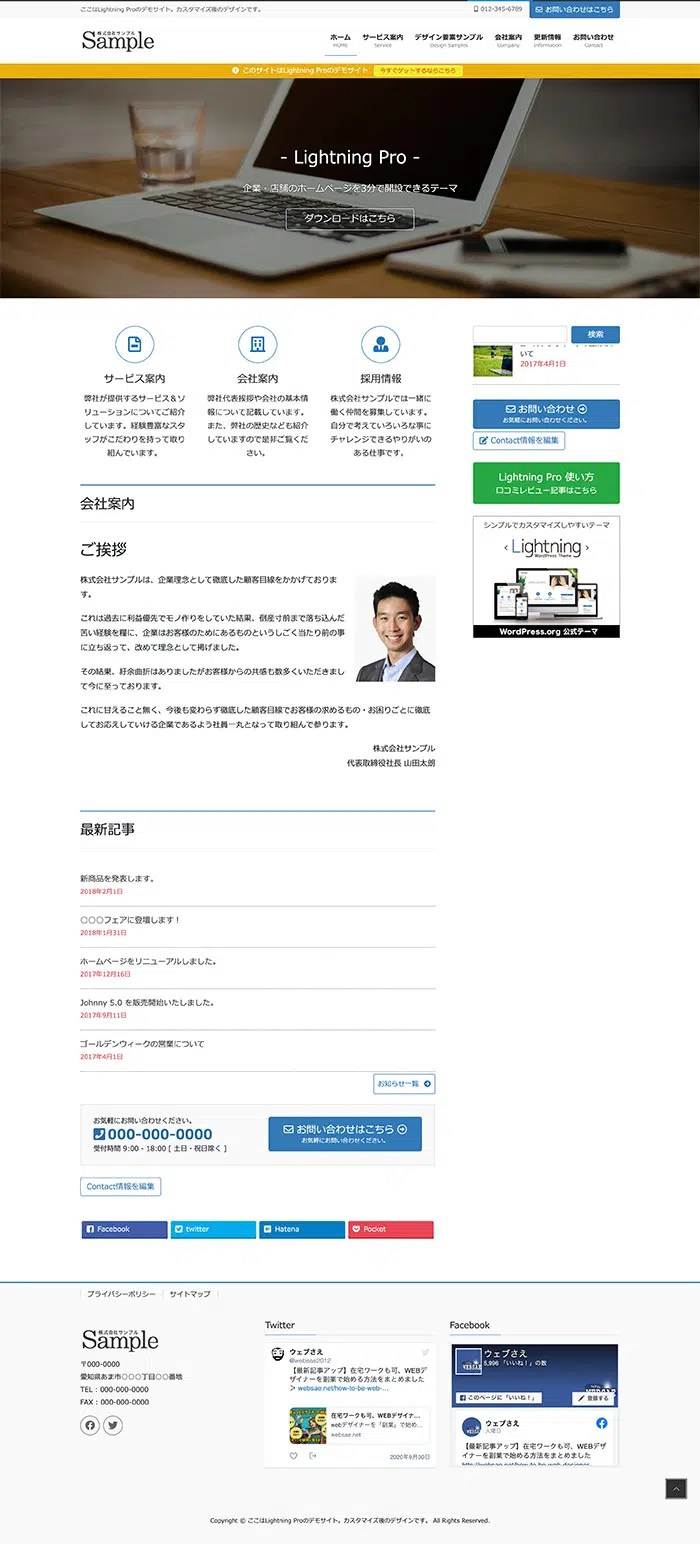 ここはLightning Proのデモサイト。カスタマイズ後のデザインです。
012-345-6789
お問い合わせはこちら
株式会社サンプル
Sample
ホーム
HOME
サービス案内
Service
デザイン要素サンプル
Design Samples
会社案内
Company
更新情報
Information
お問い合わせ
Contact
このサイトはLightning Proのデモサイト
今すぐゲットするならこちら
- Lightning Pro -
企業・店舗のホームページを3分で開設できるテーマ
ダウンロードはこちら
サービス案内
弊社が提供するサービス＆ソ
リューションについてご紹介
しています。経験豊富なスタ
ッフがこだわりを持って取り
組んでいます。
会社案内
弊社代表挨拶や会社の基本情
報について記載しています。
また、弊社の歴史なども紹介
していますので是非ご覧くだ
さい。
採用情報
株式会社サンプルでは一緒に
働く仲間を募集しています。
自分で考えていろいろな事に
チャレンジできるやりがいの
ある仕事です。
検索
いて
2017年4月1日
お問い合わせ
お気軽にお問い合わせください。
Contact情報を編集
Lightning Pro 使い方
口コミレビュー記事はこちら
シンプルでカスタマイズしやすいテーマ
Lightning
WordPress Theme
WordPress.org 公式テーマ
会社案内
ご挨拶
株式会社サンプルは、企業理念として徹底した顧客目線をかかげておりま
す。
これは過去に利益優先でモノ作りをしていた結果、倒産寸前まで落ち込んだ
苦い経験を糧に、企業はお客様のためにあるものというしごく当たり前の事
に立ち返って、改めて理念として掲げました。
その結果、紆余曲折はありましたがお客様からの共感も数多くいただきまし
て今に至っております。
これに甘えること無く、今後も変わらず徹底した顧客目線でお客様の求めるもの・お困りごとに徹底
してお応えしていける企業であるよう社員一丸となって取り組んで参ります。
株式会社サンプル
代表取締役社長 山田太朗
最新記事
新商品を発表します。
2018年2月1日
〇〇〇フェアに登壇します！
2018年1月31日
ホームページをリニューアルしました。
2017年12月16日
Johnny 5.0 を販売開始いたしました。
2017年9月11日
ゴールデンウィークの営業について
2017年4月1日
お知らせ一覧
お気軽にお問い合わせください。
000-000-0000
受付時間 9:00 - 18:00 [ 土日・祝日除く ]
お問い合わせはこちら
お気軽にお問い合わせください。
Contact情報を編集
Facebook
twitter
Hatena
Pocket
プライバシーポリシー
サイトマップ
株式会社サンプル
Sample
〒000-0000
愛知県あま市〇〇〇丁目〇〇番地
TEL : 000-000-0000
FAX : 000-000-0000
Twitter
ウェブさえ
@websae2012
【最新記事アップ】在宅ワークも可、WEBデ
ザイナーを副業で始める方法をまとめました
> websae.net/how-to-be-web-…
在宅ワークも可、WEBデザイナ...
webデザイナーを「副業」で始め...
websae.net
2020年9月30日
Facebook
ウェブさえ
5,996 「いいね！」の数
このページに「いいね！」
登録する
ウェブさえ
火曜日
【最新記事アップ】在宅ワークも可、WEBデザ
イナーを副業で始める方法をまとめました
Copyright © ここはLightning Proのデモサイト。カスタマイズ後のデザインです。 All Rights Reserved.